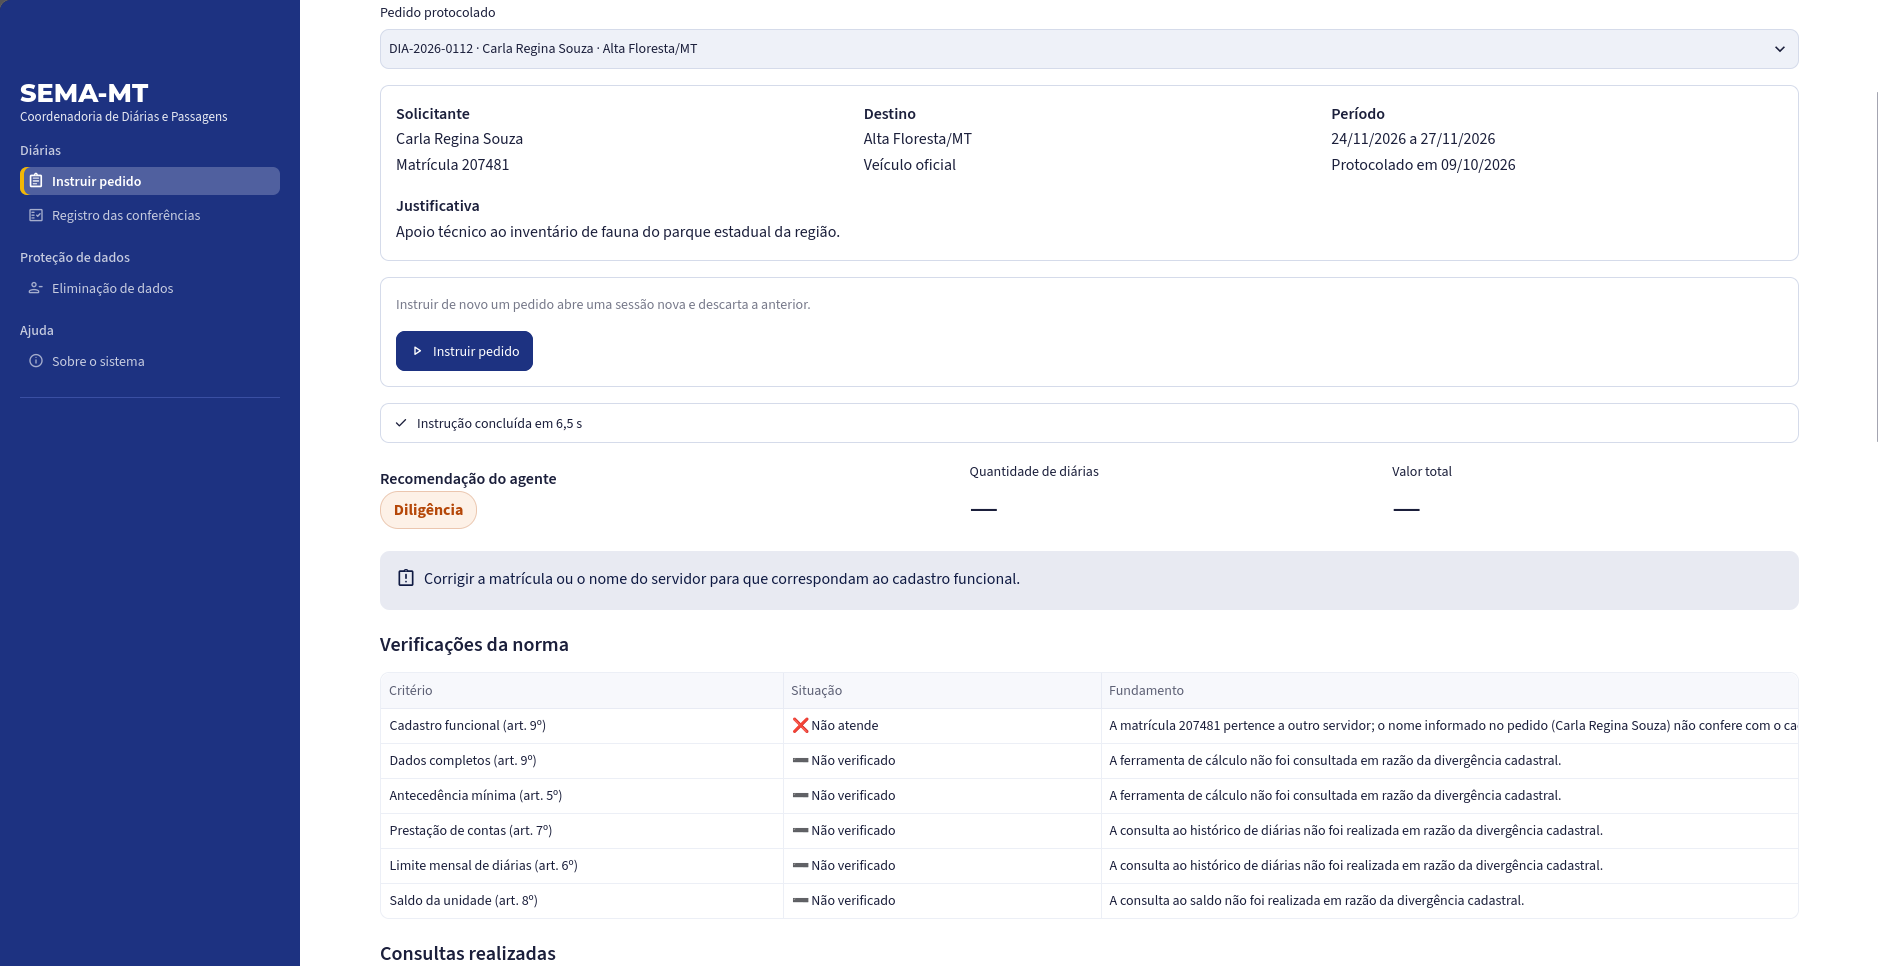 SEMA-MT
Coordenadoria de Diárias e Passagens
Diárias
Instruir pedido
Registro das conferências
Proteção de dados
Eliminação de dados
Ajuda
Sobre o sistema
Pedido protocolado
DIA-2026-0112 · Carla Regina Souza · Alta Floresta/MT
Solicitante
Carla Regina Souza
Matrícula 207481
Destino
Alta Floresta/MT
Veículo oficial
Período
24/11/2026 a 27/11/2026
Protocolado em 09/10/2026
Justificativa
Apoio técnico ao inventário de fauna do parque estadual da região.
Instruir de novo um pedido abre uma sessão nova e descarta a anterior.
Instruir pedido
Instrução concluída em 6,5 s
Recomendação do agente
Diligência
Quantidade de diárias
—
Valor total
—
Corrigir a matrícula ou o nome do servidor para que correspondam ao cadastro funcional.
Verificações da norma
Critério Situação Fundamento
Cadastro funcional (art. 9º) ❌ Não atende A matrícula 207481 pertence a outro servidor; o nome informado no pedido (Carla Regina Souza) não confere com o
Dados completos (art. 9º) ➖ Não verificado A ferramenta de cálculo não foi consultada em razão da divergência cadastral.
Antecedência mínima (art. 5º) ➖ Não verificado A ferramenta de cálculo não foi consultada em razão da divergência cadastral.
Prestação de contas (art. 7º) ➖ Não verificado A consulta ao histórico de diárias não foi realizada em razão da divergência cadastral.
Limite mensal de diárias (art. 6º) ➖ Não verificado A consulta ao histórico de diárias não foi realizada em razão da divergência cadastral.
Saldo da unidade (art. 8º) ➖ Não verificado A consulta ao saldo não foi realizada em razão da divergência cadastral.
Consultas realizadas